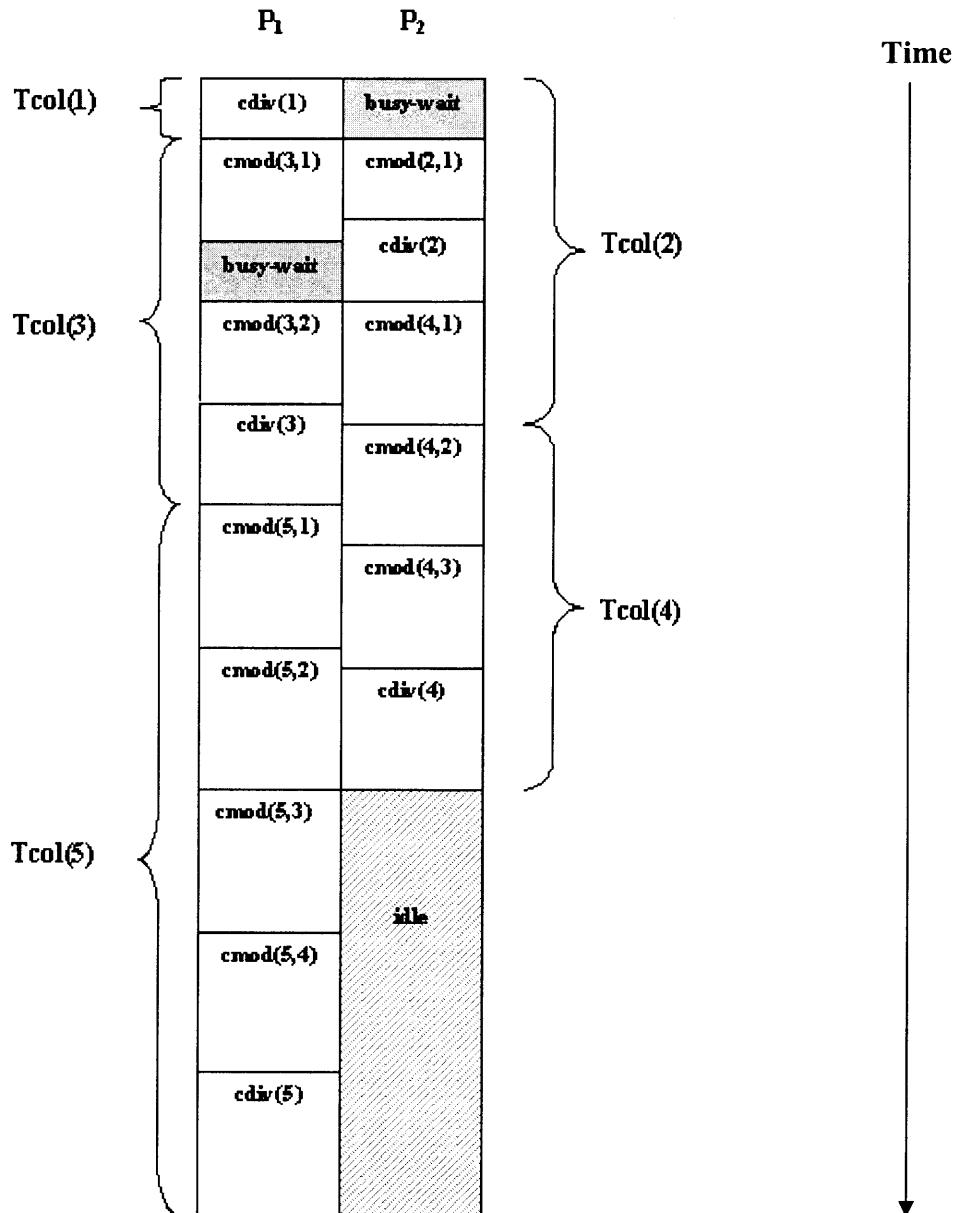 P₁ P₂
Time
Tcol(1)
cdiv(1) busy-wait
cmod(3,1) cmod(2,1)
cdiv(2)
Tcol(2)
busy-wait
Tcol(3)
cmod(3,2) cmod(4,1)
cdiv(3)
cmod(4,2)
cmod(5,1)
cmod(4,3)
Tcol(4)
cmod(5,2)
cdiv(4)
cmod(5,3)
Tcol(5)
idle
cmod(5,4)
cdiv(5)